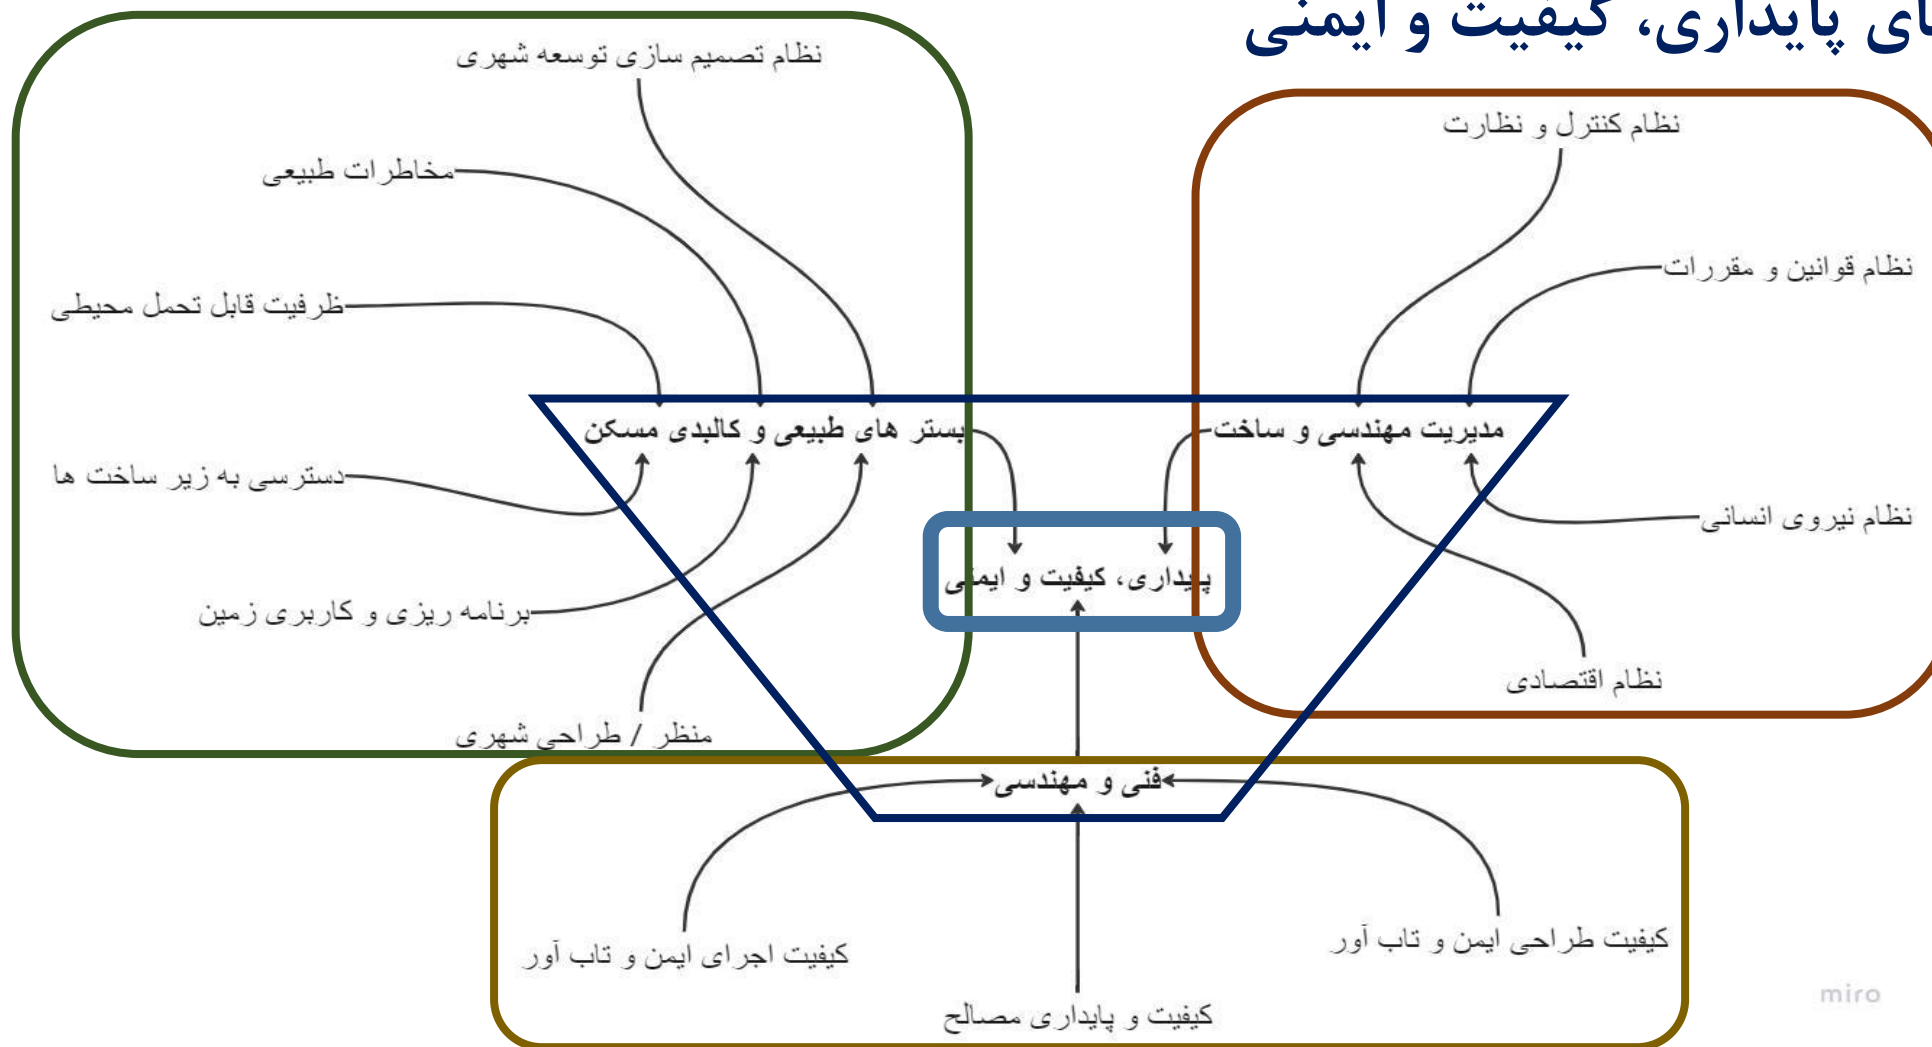 پایداری، کیفیت و ایمنی
نظام تصمیم سازی توسعه شهری
نظام کنترل و نظارت
مخاطرات طبیعی
نظام قوانین و مقررات
ظرفیت قابل تحمل محیطی
مدیریت مهندسی و ساخت
بستر های طبیعی و کالبدی مسکن
دسترسی به زیر ساخت ها
نظام نیروی انسانی
پایداری، کیفیت و ایمنی
برنامه ریزی و کاربری زمین
نظام اقتصادی
منظر / طراحی شهری
فنی و مهندسی
کیفیت طراحی ایمن و تاب آور
کیفیت اجرای ایمن و تاب آور
کیفیت و پایداری مصالح
miro